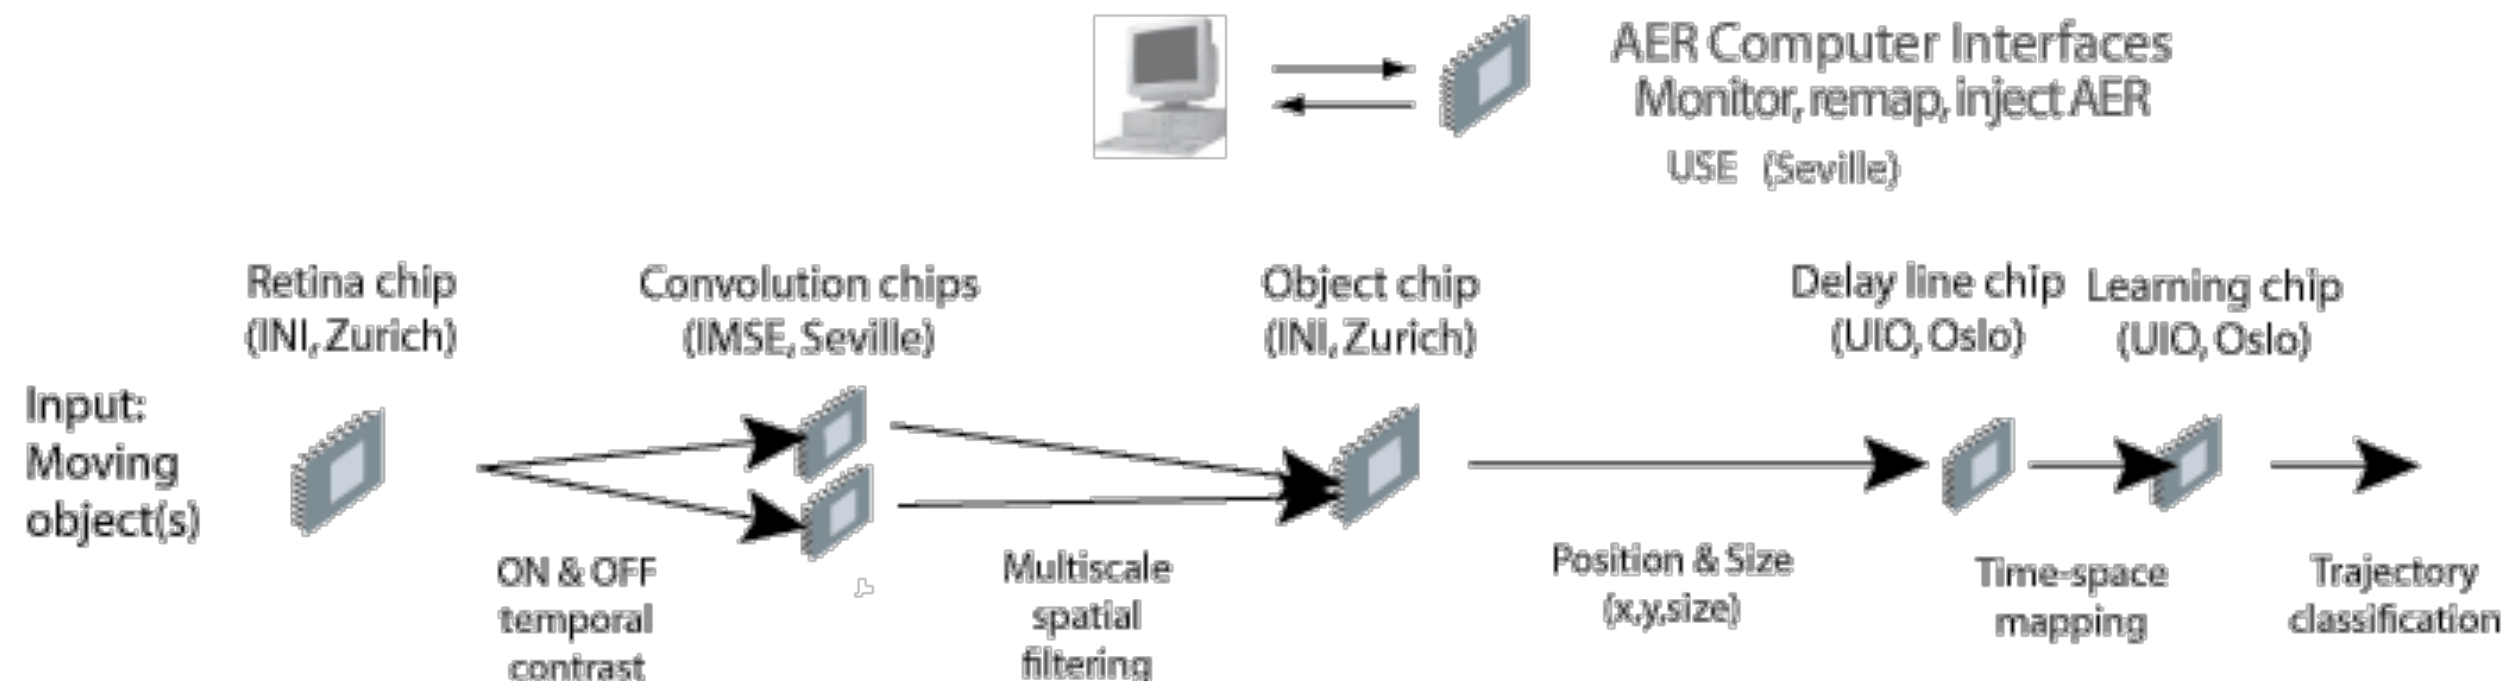 AER Computer Interfaces
Monitor, remap, inject AER
USE (Seville)
Retina chip
(INI, Zurich)
Convolution chips
(IMSE, Seville)
Object chip
(INI, Zurich)
Delay line chip
(UIO, Oslo)
Learning chip
(UIO, Oslo)
Input:
Moving
object(s)
ON & OFF
temporal
contrast
Multiscale
spatial
filtering
Position & Size
(x,y,size)
Time-space
mapping
Trajectory
classification